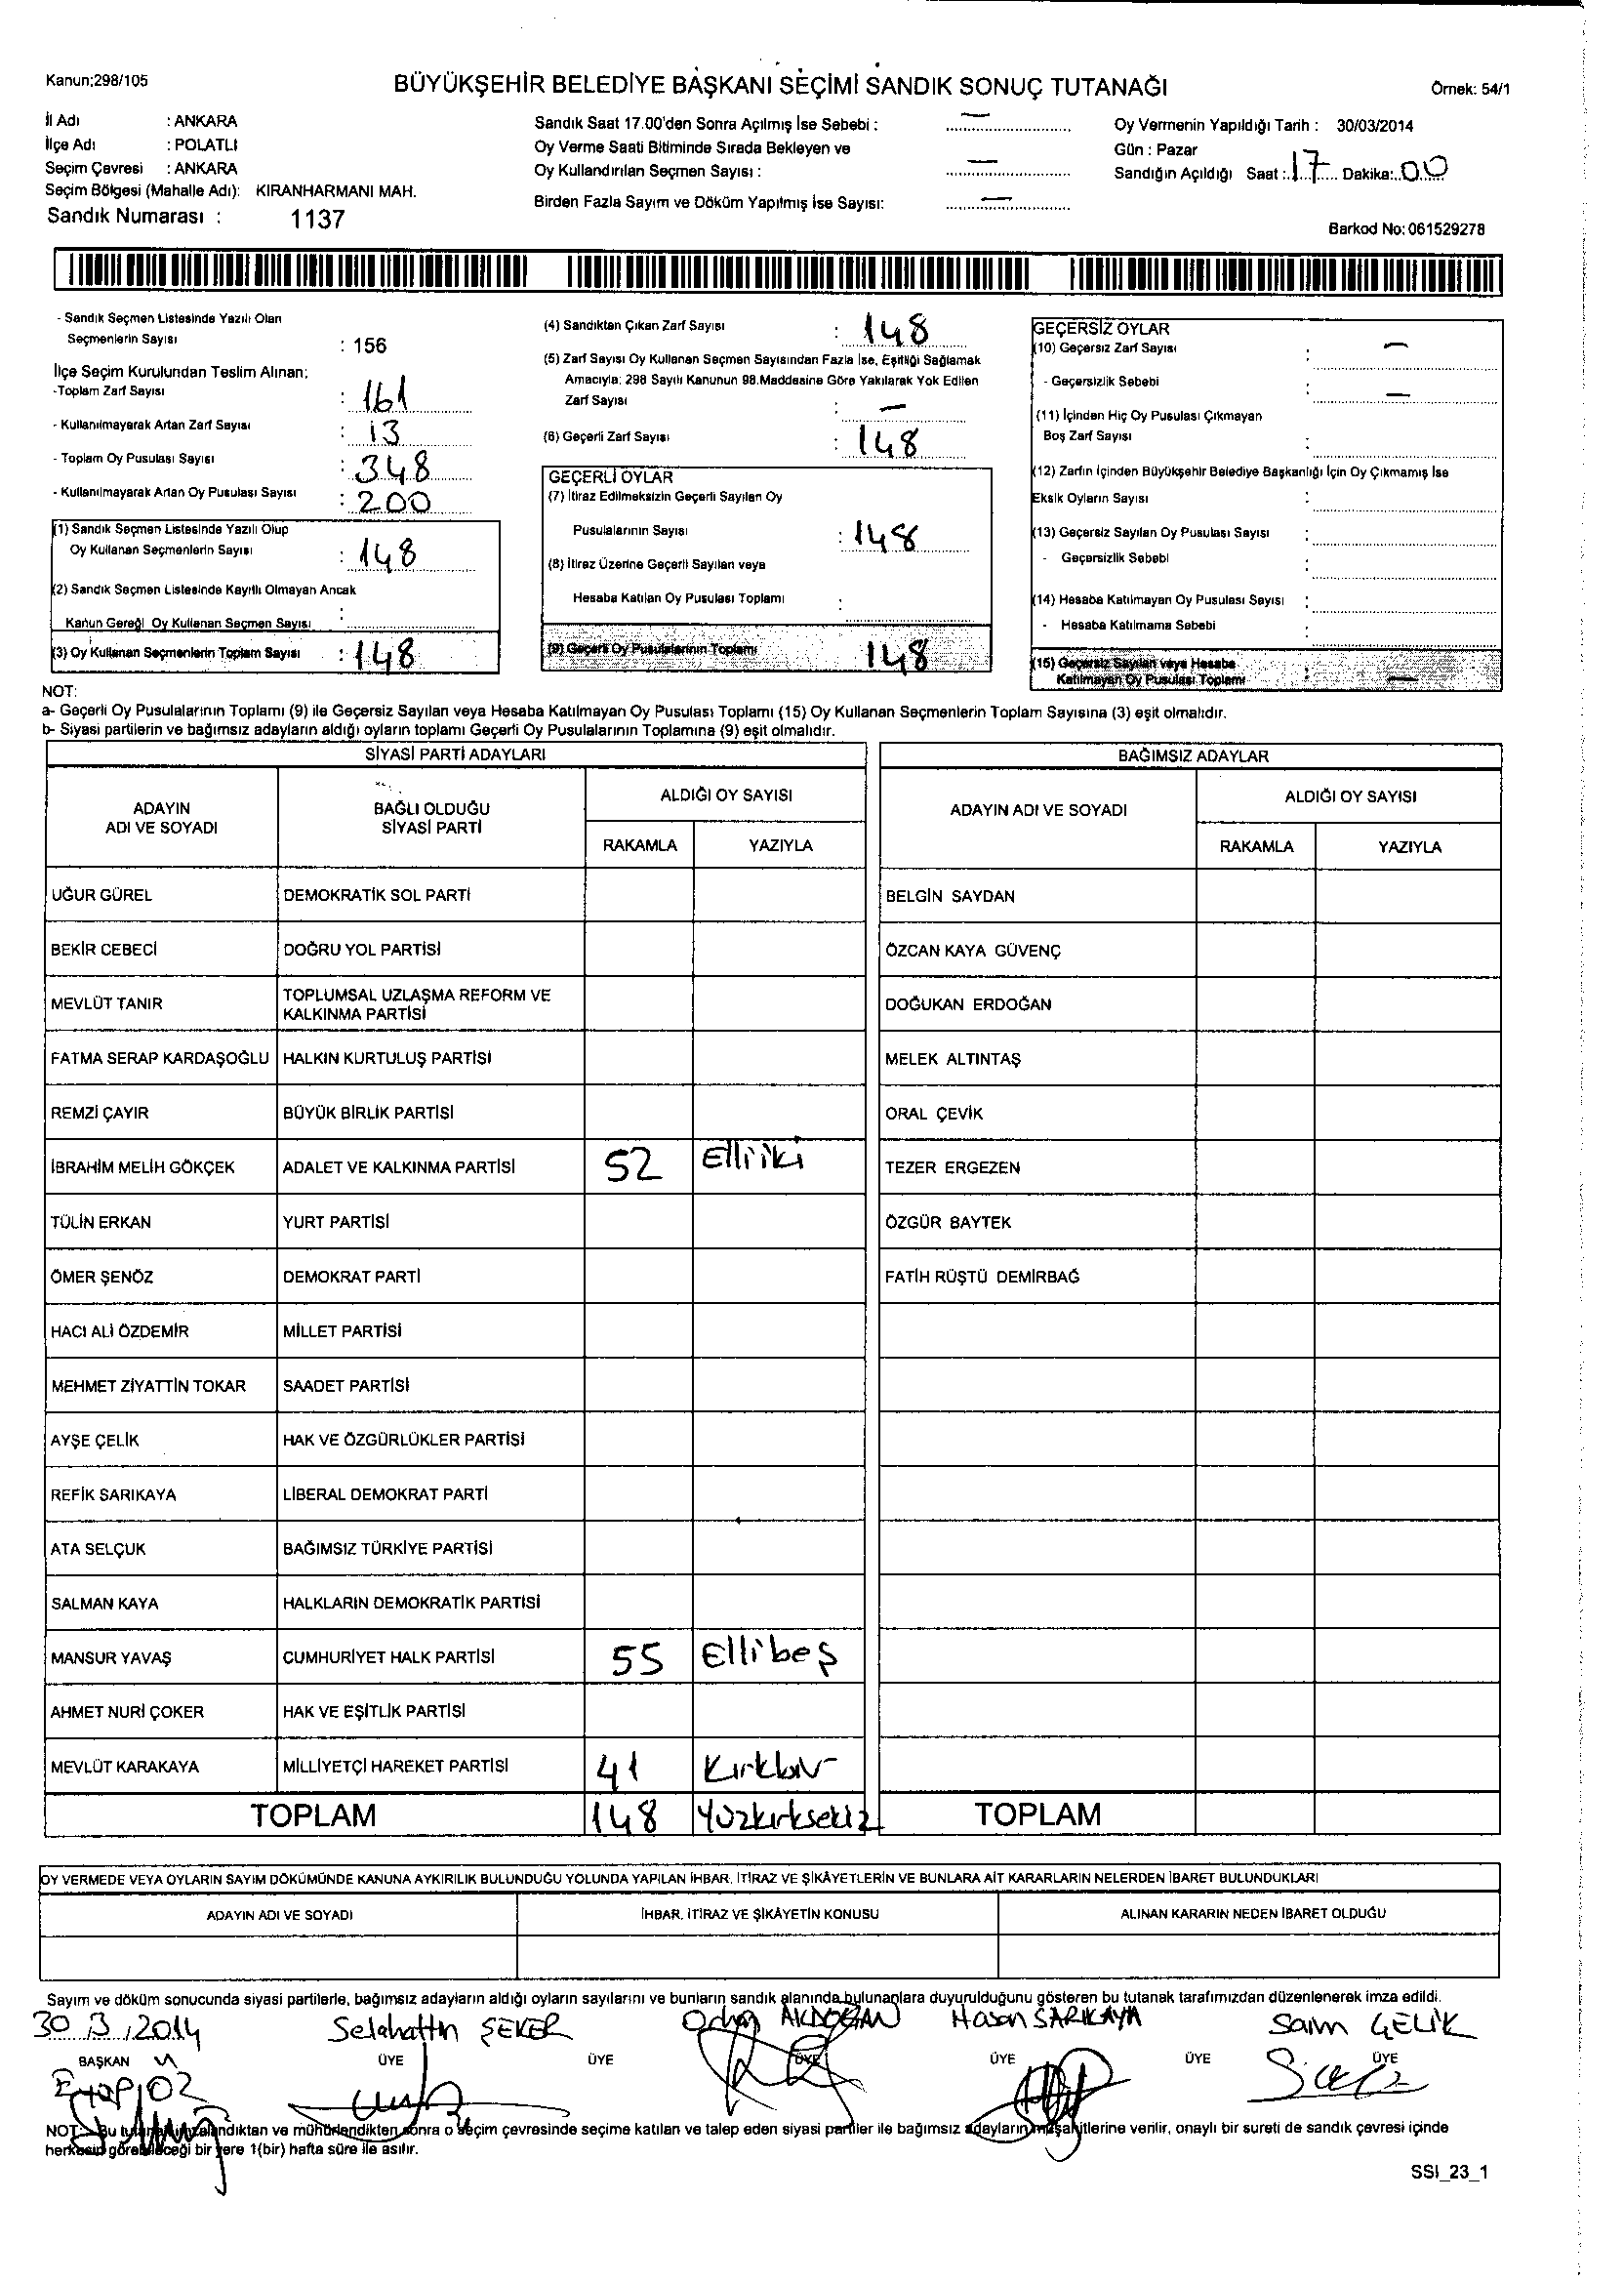 Kanun:298/105
BÜYÜKŞEHİR BELEDİYE BAŞKANI SEÇİMİ SANDIK SONUÇ TUTANAĞI
Örnek: 54/1
İl Adı : ANKARA
İlçe Adı : POLATLI
Seçim Çevresi : ANKARA
Seçim Bölgesi (Mahalle Adı): KIRANHARMANI MAH.
Sandık Numarası : 1137
Sandık Saat 17.00'den Sonra Açılmış İse Sebebi : —
Oy Verme Saati Bitiminde Sırada Bekleyen ve
Oy Kullandırılan Seçmen Sayısı : —
Birden Fazla Sayım ve Döküm Yapılmış İse Sayısı: —
Oy Vermenin Yapıldığı Tarih : 30/03/2014
Gün : Pazar
Sandığın Açıldığı Saat : 17 Dakika: 00
Barkod No: 061529278
- Sandık Seçmen Listesinde Yazılı Olan
Seçmenlerin Sayısı : 156
İlçe Seçim Kurulundan Teslim Alınan:
-Toplam Zarf Sayısı : 161
- Kullanılmayarak Artan Zarf Sayısı : 13
- Toplam Oy Pusulası Sayısı : 348
- Kullanılmayarak Artan Oy Pusulası Sayısı : 200
(1) Sandık Seçmen Listesinde Yazılı Olup
Oy Kullanan Seçmenlerin Sayısı : 148
(2) Sandık Seçmen Listesinde Kayıtlı Olmayan Ancak
Kanun Gereği Oy Kullanan Seçmen Sayısı :
(3) Oy Kullanan Seçmenlerin Toplam Sayısı : 148
(4) Sandıktan Çıkan Zarf Sayısı : 148
(5) Zarf Sayısı Oy Kullanan Seçmen Sayısından Fazla İse, Eşitliği Sağlamak
Amacıyla: 298 Sayılı Kanunun 98.Maddesine Göre Yakılarak Yok Edilen
Zarf Sayısı : —
(6) Geçerli Zarf Sayısı : 148
GEÇERLİ OYLAR
(7) İtiraz Edilmeksizin Geçerli Sayılan Oy
Pusulalarının Sayısı : 148
(8) İtiraz Üzerine Geçerli Sayılan veya
Hesaba Katılan Oy Pusulası Toplamı :
(9) Geçerli Oy Pusulalarının Toplamı 148
GEÇERSİZ OYLAR
(10) Geçersiz Zarf Sayısı : —
- Geçersizlik Sebebi : —
(11) İçinden Hiç Oy Pusulası Çıkmayan
Boş Zarf Sayısı :
(12) Zarfın İçinden Büyükşehir Belediye Başkanlığı İçin Oy Çıkmamış İse
Eksik Oyların Sayısı :
(13) Geçersiz Sayılan Oy Pusulası Sayısı :
- Geçersizlik Sebebi :
(14) Hesaba Katılmayan Oy Pusulası Sayısı :
- Hesaba Katılmama Sebebi :
(15) Geçersiz Sayılan veya Hesaba
Katılmayan Oy Pusulası Toplamı : —
NOT:
a- Geçerli Oy Pusulalarının Toplamı (9) ile Geçersiz Sayılan veya Hesaba Katılmayan Oy Pusulası Toplamı (15) Oy Kullanan Seçmenlerin Toplam Sayısına (3) eşit olmalıdır.
b- Siyasi partilerin ve bağımsız adayların aldığı oyların toplamı Geçerli Oy Pusulalarının Toplamına (9) eşit olmalıdır.
SİYASİ PARTİ ADAYLARI
ADAYIN ADI VE SOYADI
BAĞLI OLDUĞU SİYASİ PARTİ
ALDIĞI OY SAYISI
RAKAMLA YAZIYLA
UĞUR GÜREL DEMOKRATİK SOL PARTİ
BEKİR CEBECİ DOĞRU YOL PARTİSİ
MEVLÜT TANIR TOPLUMSAL UZLAŞMA REFORM VE
KALKINMA PARTİSİ
FATMA SERAP KARDAŞOĞLU HALKIN KURTULUŞ PARTİSİ
REMZİ ÇAYIR BÜYÜK BİRLİK PARTİSİ
İBRAHİM MELİH GÖKÇEK ADALET VE KALKINMA PARTİSİ 52 Elliiki
TÜLİN ERKAN YURT PARTİSİ
ÖMER ŞENÖZ DEMOKRAT PARTİ
HACI ALİ ÖZDEMİR MİLLET PARTİSİ
MEHMET ZİYATTİN TOKAR SAADET PARTİSİ
AYŞE ÇELİK HAK VE ÖZGÜRLÜKLER PARTİSİ
REFİK SARIKAYA LİBERAL DEMOKRAT PARTİ
ATA SELÇUK BAĞIMSIZ TÜRKİYE PARTİSİ
SALMAN KAYA HALKLARIN DEMOKRATİK PARTİSİ
MANSUR YAVAŞ CUMHURİYET HALK PARTİSİ 55 Ellibeş
AHMET NURİ ÇOKER HAK VE EŞİTLİK PARTİSİ
MEVLÜT KARAKAYA MİLLİYETÇİ HAREKET PARTİSİ 41 Kırkbir
TOPLAM 148 Yüzkırksekiz
BAĞIMSIZ ADAYLAR
ADAYIN ADI VE SOYADI
ALDIĞI OY SAYISI
RAKAMLA YAZIYLA
BELGİN SAYDAN
ÖZCAN KAYA GÜVENÇ
DOĞUKAN ERDOĞAN
MELEK ALTINTAŞ
ORAL ÇEVİK
TEZER ERGEZEN
ÖZGÜR BAYTEK
FATİH RÜŞTÜ DEMİRBAĞ
TOPLAM
OY VERMEDE VEYA OYLARIN SAYIM DÖKÜMÜNDE KANUNA AYKIRILIK BULUNDUĞU YOLUNDA YAPILAN İHBAR, İTİRAZ VE ŞİKÂYETLERİN VE BUNLARA AİT KARARLARIN NELERDEN İBARET BULUNDUKLARI
ADAYIN ADI VE SOYADI İHBAR, İTİRAZ VE ŞİKÂYETİN KONUSU ALINAN KARARIN NEDEN İBARET OLDUĞU
Sayım ve döküm sonucunda siyasi partilerle, bağımsız adayların aldığı oyların sayılarını ve bunların sandık alanında bulunanlara duyurulduğunu gösteren bu tutanak tarafımızdan düzenlenerek imza edildi.
30 3 2014 Selahattin ŞEKER Orhan AKDOĞAN Hasan SARIKAYA Saim ÇELİK
BAŞKAN ÜYE ÜYE ÜYE ÜYE ÜYE ÜYE
NOT: Bu tutanak imzalandıktan ve mühürlendikten sonra o seçim çevresinde seçime katılan ve talep eden siyasi partiler ile bağımsız adayların müşahitlerine verilir, onaylı bir sureti de sandık çevresi içinde
herkesin görebileceği bir yere 1(bir) hafta süre ile asılır.
SSI_23_1